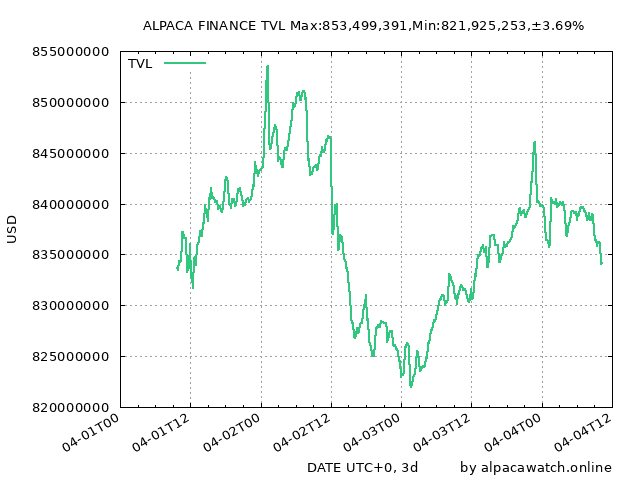 ALPACA FINANCE TVL Max:853,499,391,Min:821,925,253,±3.69%
TVL
855000000
850000000
845000000
840000000
835000000
830000000
825000000
820000000
USD
04-01T00
04-01T12
04-02T00
04-02T12
04-03T00
04-03T12
04-04T00
04-04T12
DATE UTC+0, 3d
by alpacawatch.online